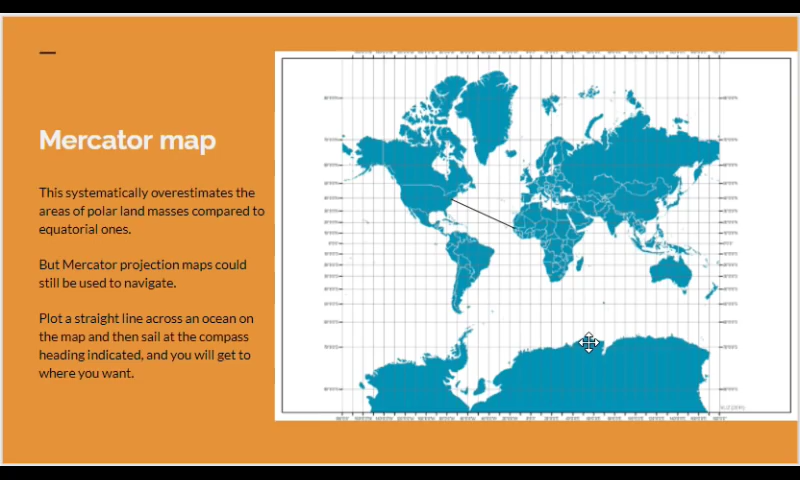 Mercator map
This systematically overestimates the
areas of polar land masses compared to
equatorial ones.
But Mercator projection maps could
still be used to navigate.
Plot a straight line across an ocean on
the map and then sail at the compass
heading indicated, and you will get to
where you want.